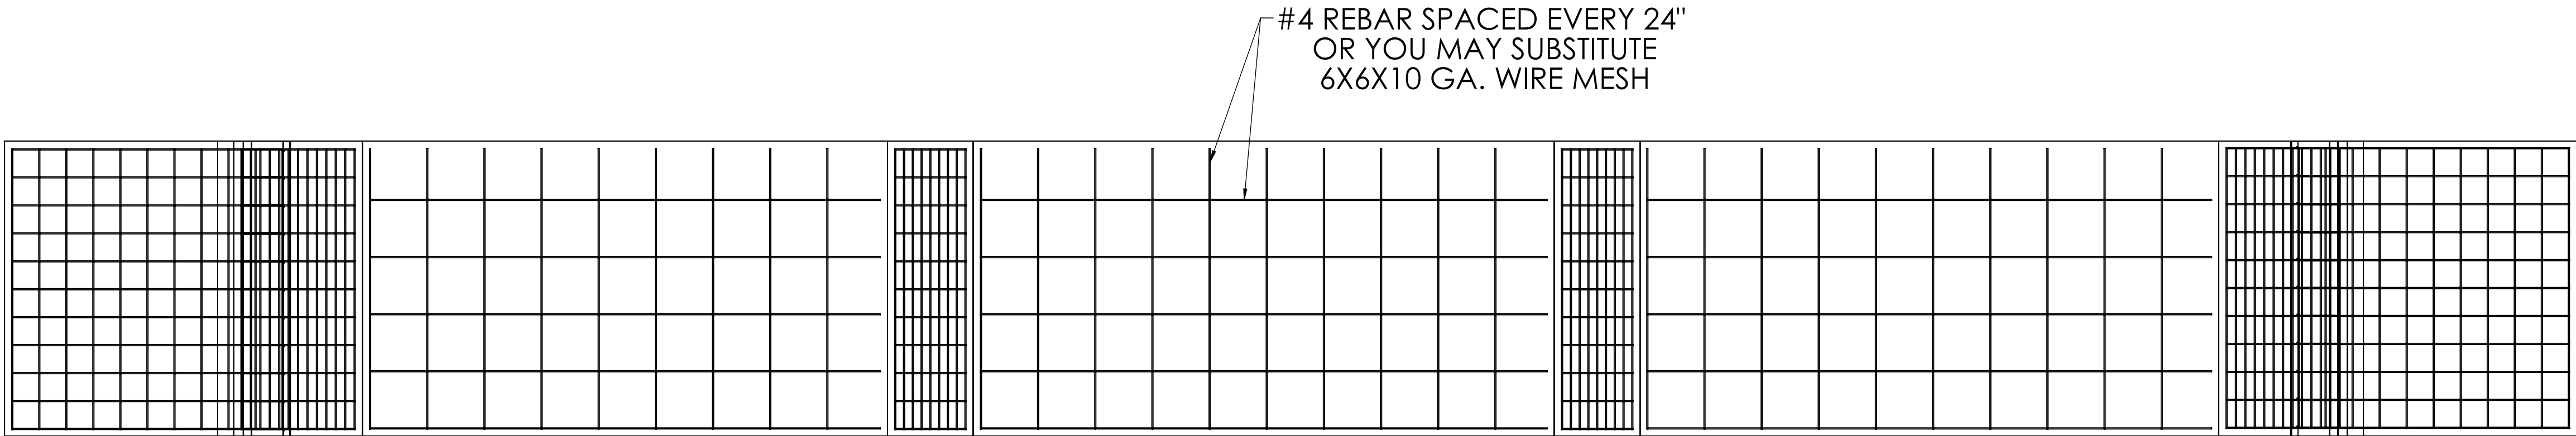 #4 REBAR SPACED EVERY 24"
OR YOU MAY SUBSTITUTE
6X6X10 GA. WIRE MESH